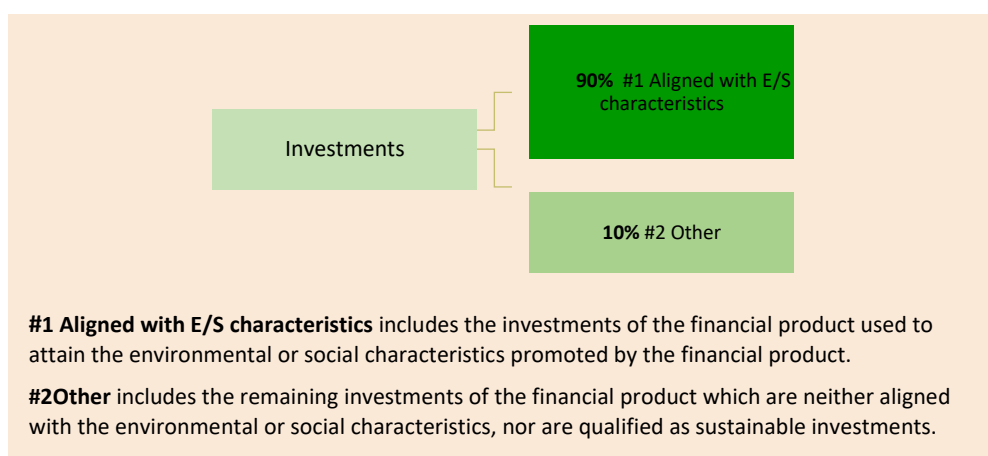 90% #1 Aligned with E/S
characteristics
Investments
10% #2 Other
#1 Aligned with E/S characteristics includes the investments of the financial product used to
attain the environmental or social characteristics promoted by the financial product.
#2Other includes the remaining investments of the financial product which are neither aligned
with the environmental or social characteristics, nor are qualified as sustainable investments.